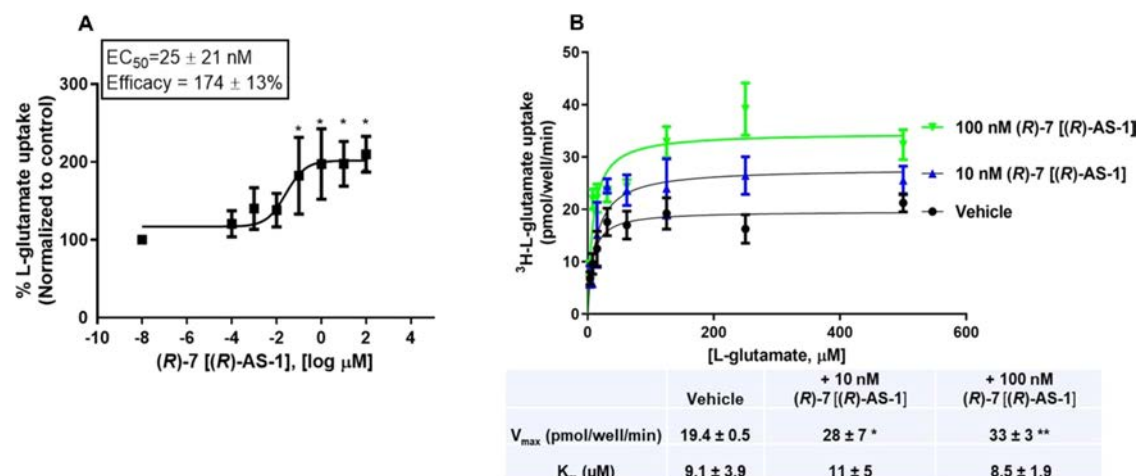 A
EC50=25 ± 21 nM
Efficacy = 174 ± 13%
300
200
100
0
* * * *
% L-glutamate uptake
(Normalized to control)
-10 -8 -6 -4 -2 0 2 4
(R)-7 [(R)-AS-1], [log µM]
B
50
40
30
20
10
0
³H-L-glutamate uptake
(pmol/well/min)
100 nM (R)-7 [(R)-AS-1]
10 nM (R)-7 [(R)-AS-1]
Vehicle
0 200 400 600
[L-glutamate, µM]
Vehicle
+ 10 nM
(R)-7 [(R)-AS-1]
+ 100 nM
(R)-7 [(R)-AS-1]
Vmax (pmol/well/min) 19.4 ± 0.5 28 ± 7 * 33 ± 3 **
(µM) 9.1 ± 3.9 11 ± 5 8.5 ± 1.9